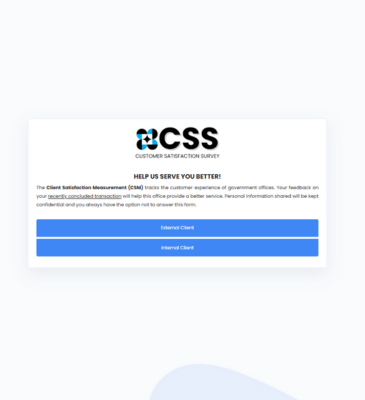 CSS
CUSTOMER SATISFACTION SURVEY
HELP US SERVE YOU BETTER!
The Client Satisfaction Measurement (CSM) tracks the customer experience of government offices. Your feedback on
your recently concluded transaction will help this office provide a better service. Personal information shared will be kept
confidential and you always have the option not to answer this form.
External Client
Internal Client